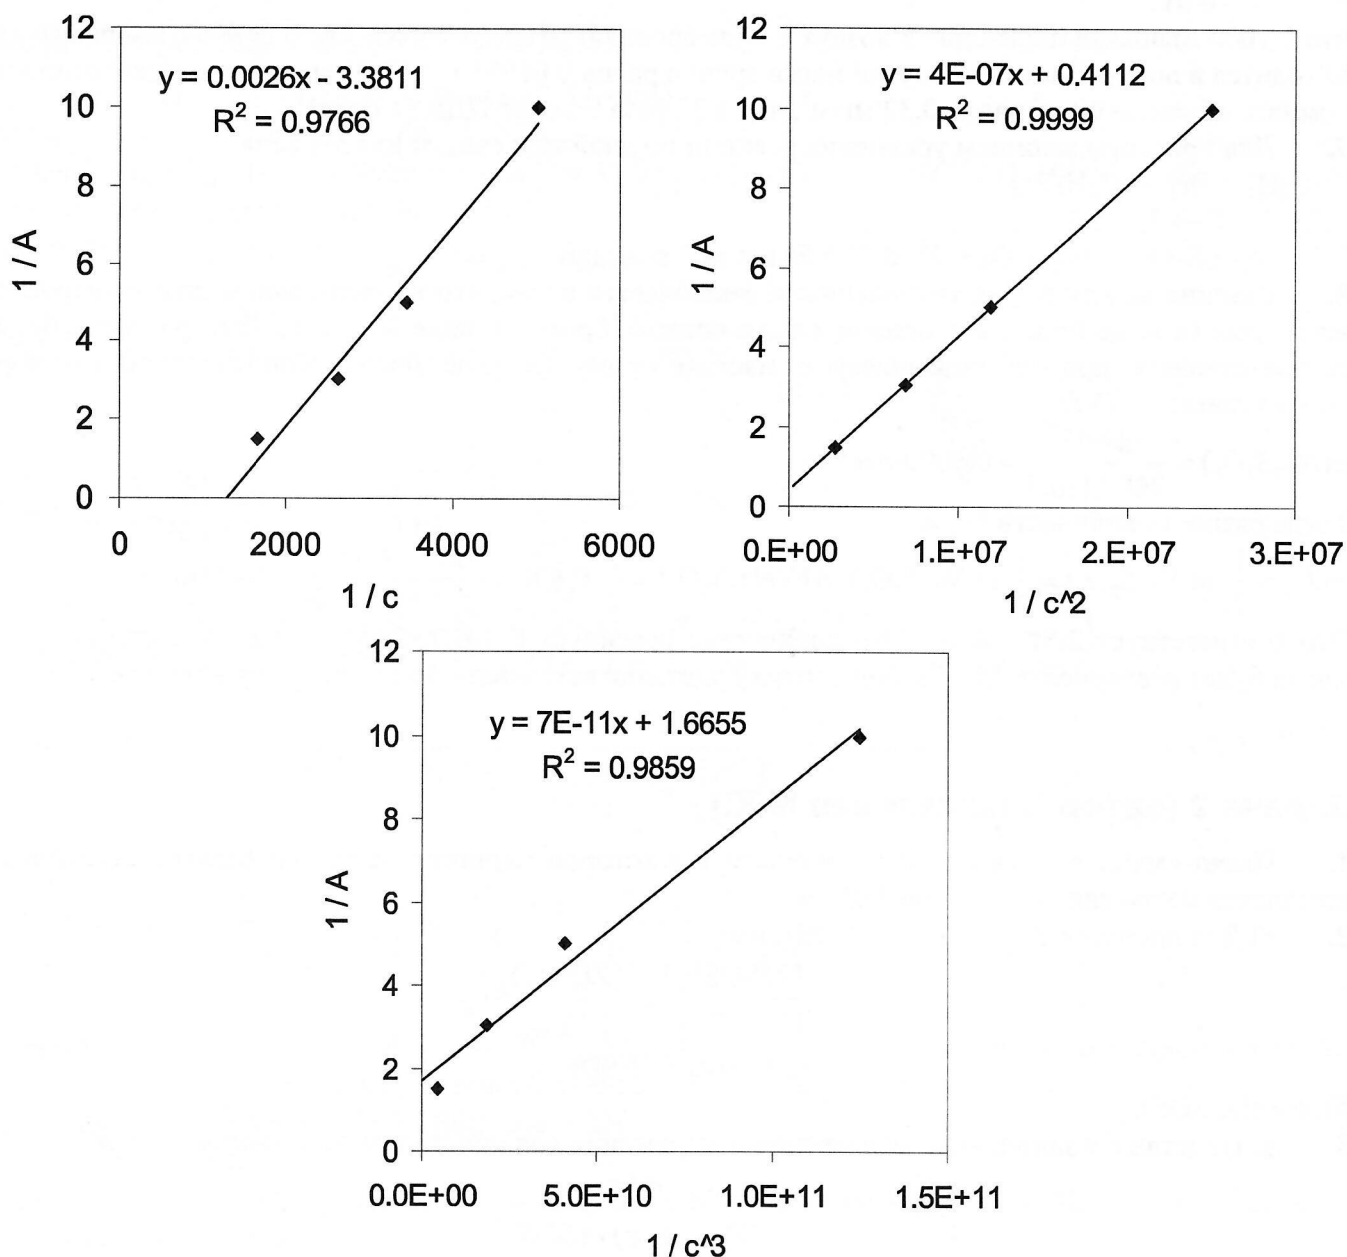 12
10
8
6
4
2
0
1 / A
y = 0.0026x - 3.3811
R² = 0.9766
0 2000 4000 6000
1 / c
12
10
8
6
4
2
0
1 / A
y = 4E-07x + 0.4112
R² = 0.9999
0.E+00 1.E+07 2.E+07 3.E+07
1 / c^2
12
10
8
6
4
2
0
1 / A
y = 7E-11x + 1.6655
R² = 0.9859
0.0E+00 5.0E+10 1.0E+11 1.5E+11
1 / c^3